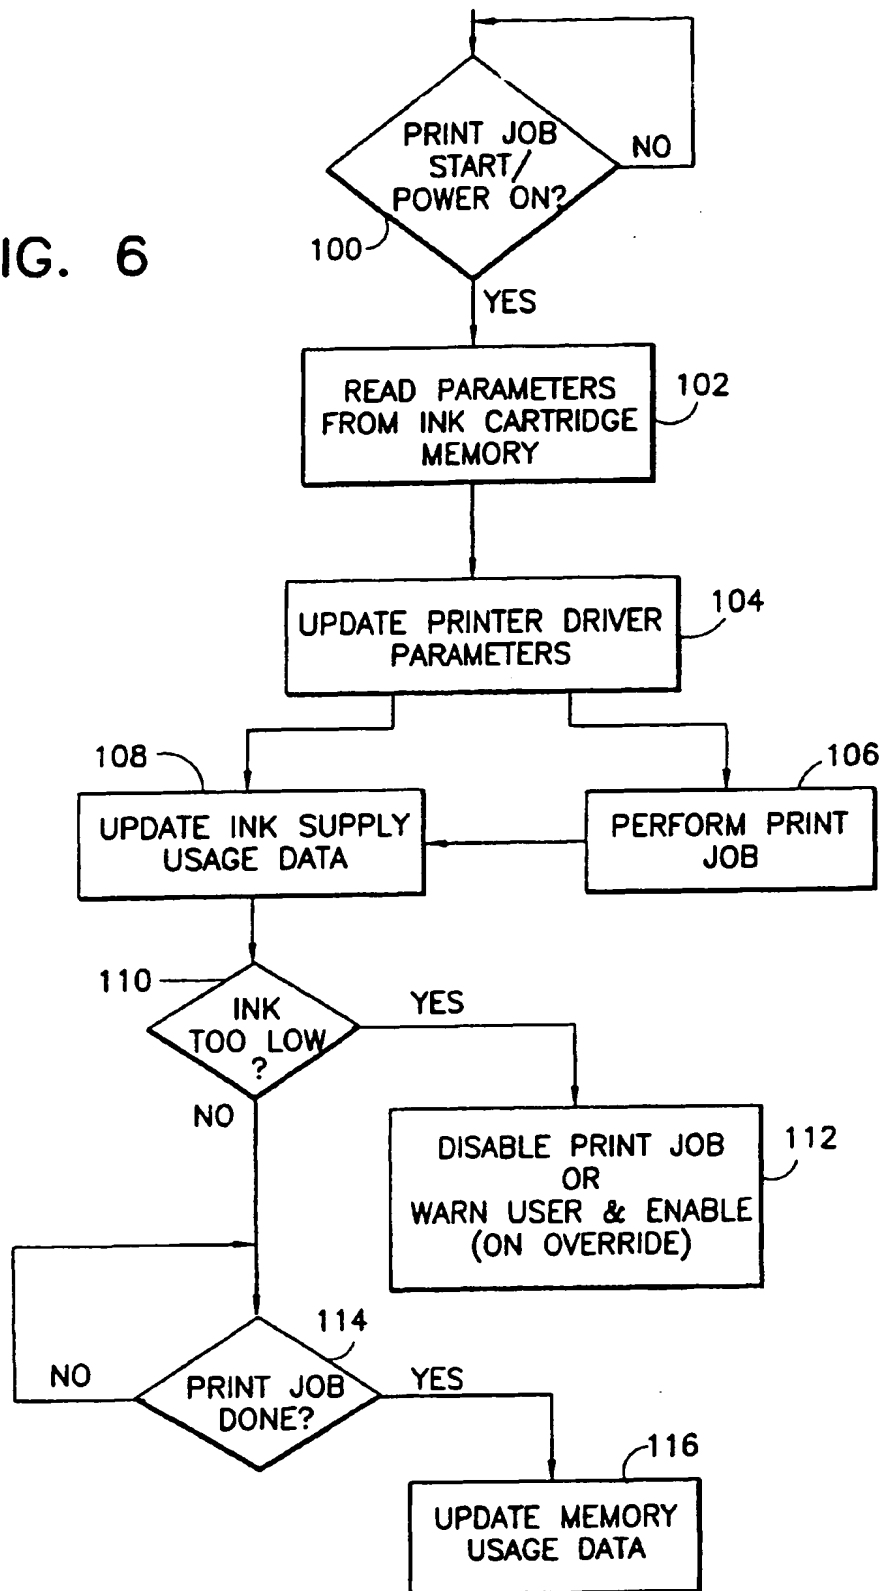 PRINT JOB
START/
POWER ON?
NO
100
IG. 6
YES
READ PARAMETERS
FROM INK CARTRIDGE
MEMORY
102
UPDATE PRINTER DRIVER
PARAMETERS
104
108
UPDATE INK SUPPLY
USAGE DATA
106
PERFORM PRINT
JOB
110
INK
TOO LOW
?
YES
NO
DISABLE PRINT JOB
OR
WARN USER & ENABLE
(ON OVERRIDE)
112
114
PRINT JOB
DONE?
NO
YES
116
UPDATE MEMORY
USAGE DATA